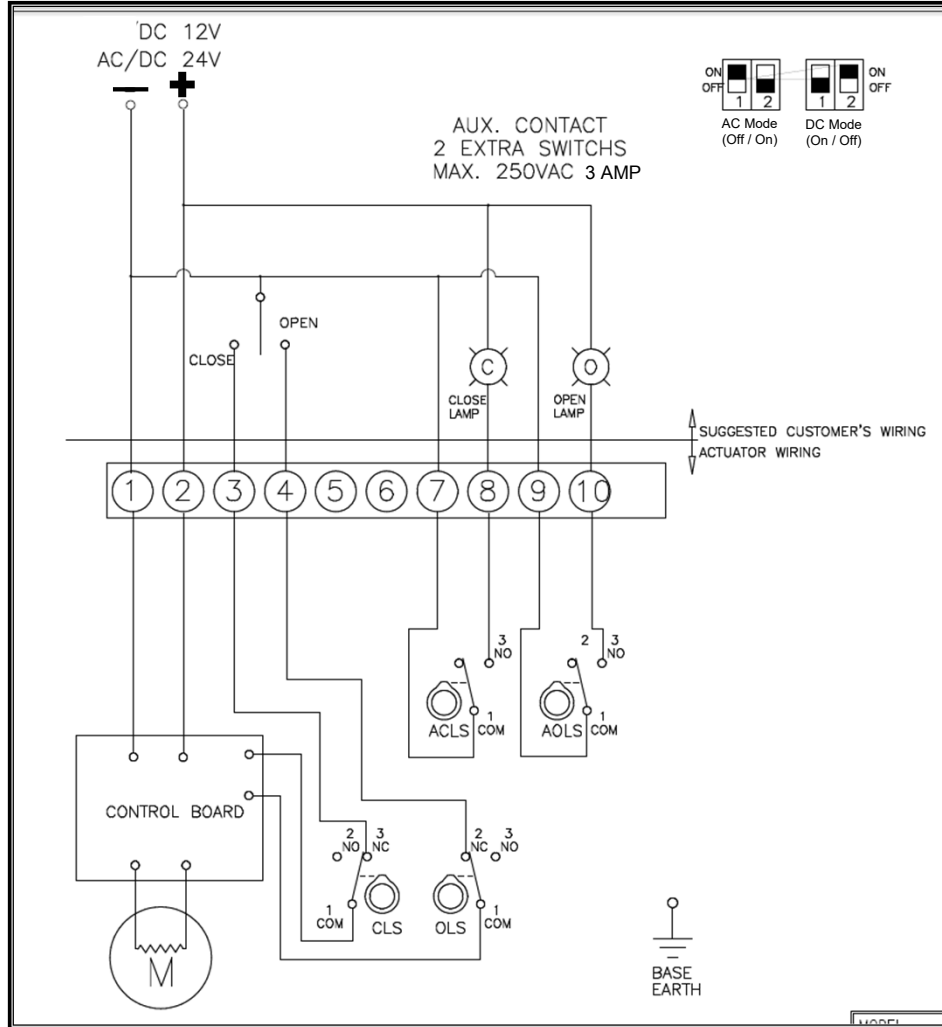 DC 12V
AC/DC 24V
− +
ON
OFF
1 2
AC Mode
(Off / On)
1 2
ON
OFF
DC Mode
(On / Off)
AUX. CONTACT
2 EXTRA SWITCHS
MAX. 250VAC 3 AMP
OPEN
CLOSE
C
CLOSE
LAMP
O
OPEN
LAMP
SUGGESTED CUSTOMER'S WIRING
ACTUATOR WIRING
1 2 3 4 5 6 7 8 9 10
3
NO
1
COM
ACLS
2 3
NO
1
COM
AOLS
CONTROL BOARD
2 3
NO NC
1
COM
CLS
2 3
NC NO
1
COM
OLS
M
BASE
EARTH